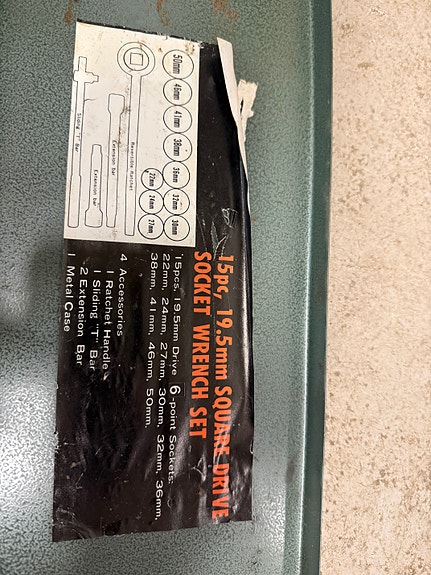 15pc, 19.5mm SQUARE DRIVE
SOCKET WRENCH SET
15pcs, 19.5mm Drive 6-point Sockets:
22mm, 24mm, 27mm, 30mm, 32mm, 36mm,
38mm, 41mm, 46mm, 50mm.
4 Accessories
1 Ratchet Handle
1 Sliding "T" Bar
2 Extension Bar
1 Metal Case
50mm
46mm
41mm
38mm
36mm
32mm
30mm
22mm
24mm
27mm
Reversible Ratchet
Extension bar
Extension bar
Sliding "T" Bar